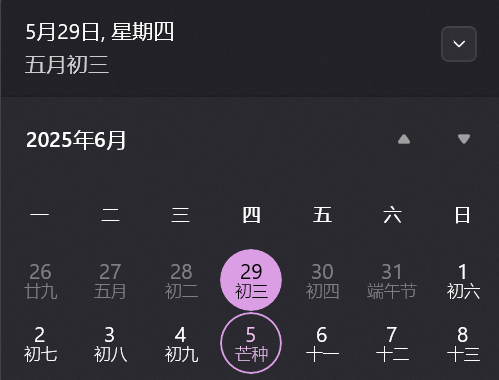 5月29日, 星期四
五月初三
2025年6月
一 二 三 四 五 六 日
26 27 28 29 30 31 1
廿九 五月 初二 初三 初四 端午节 初六
2 3 4 5 6 7 8
初七 初八 初九 芒种 十一 十二 十三